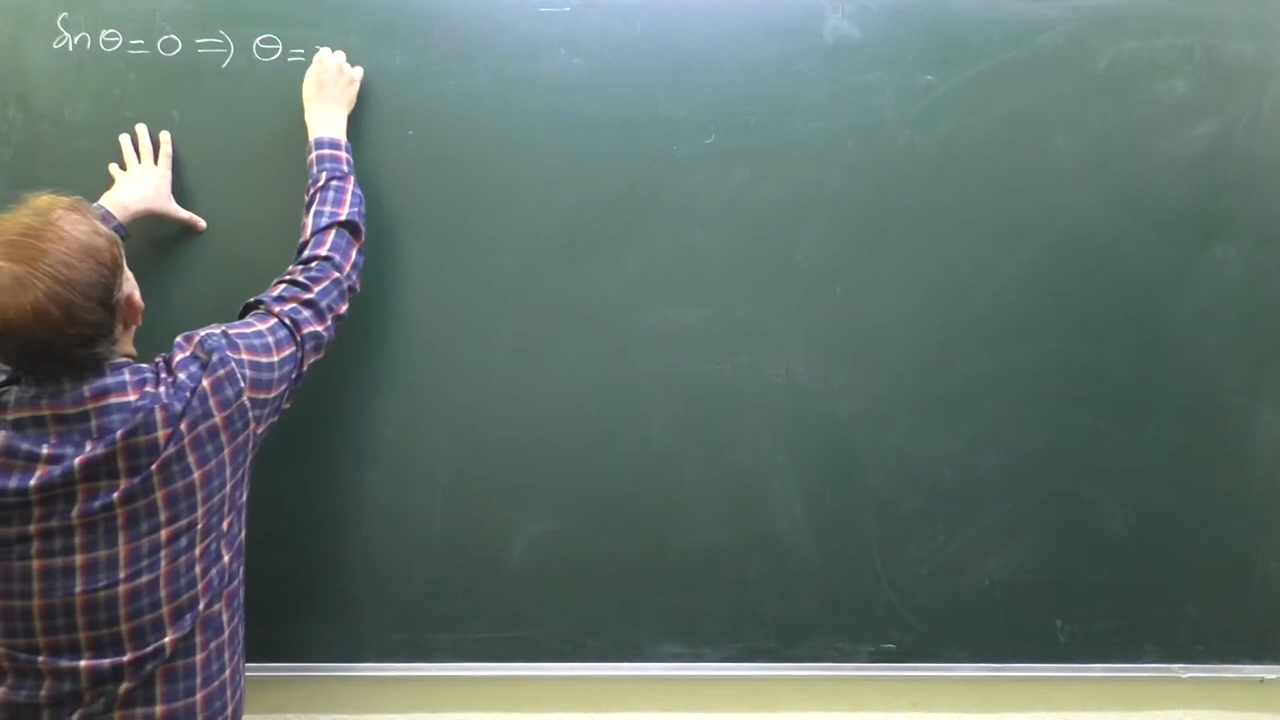 sin θ = 0 ⇒ θ =